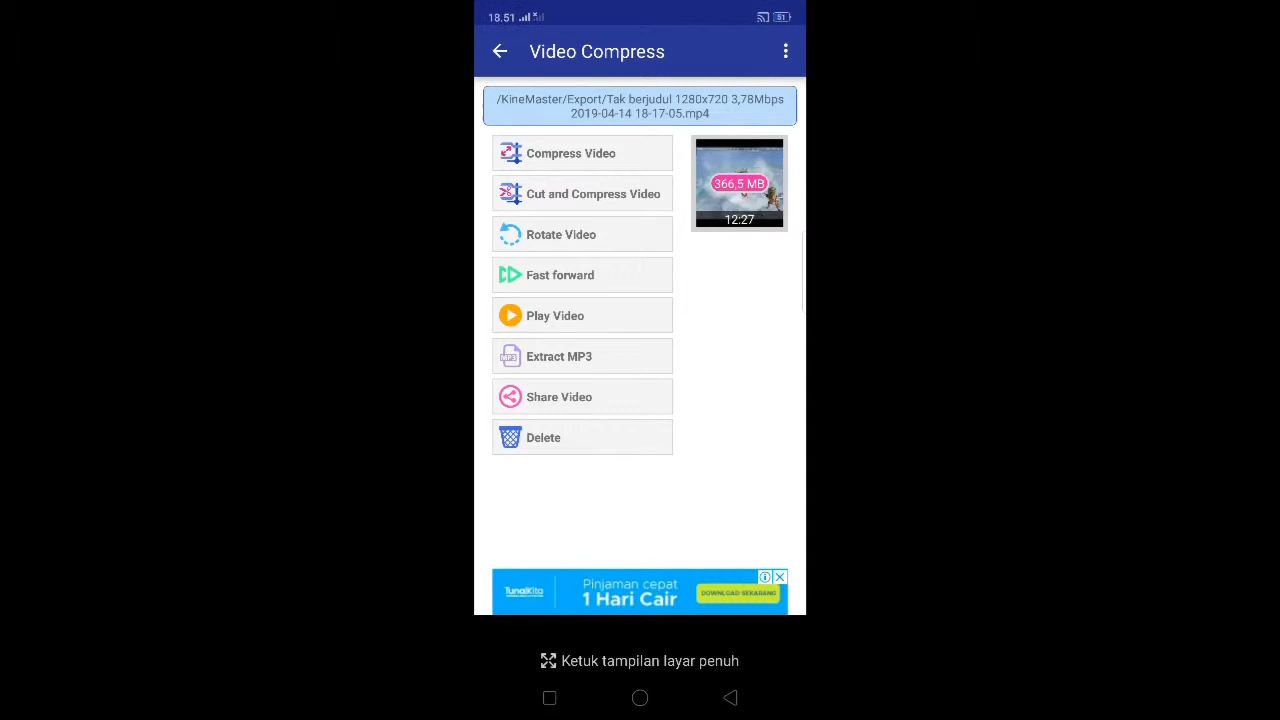 18.51
51
Video Compress
/KineMaster/Export/Tak berjudul 1280x720 3,78Mbps
2019-04-14 18-17-05.mp4
Compress Video
366,5 MB
12:27
Cut and Compress Video
Rotate Video
Fast forward
Play Video
Extract MP3
Share Video
Delete
TunaiKita
Pinjaman cepat
1 Hari Cair
DOWNLOAD SEKARANG
Ketuk tampilan layar penuh